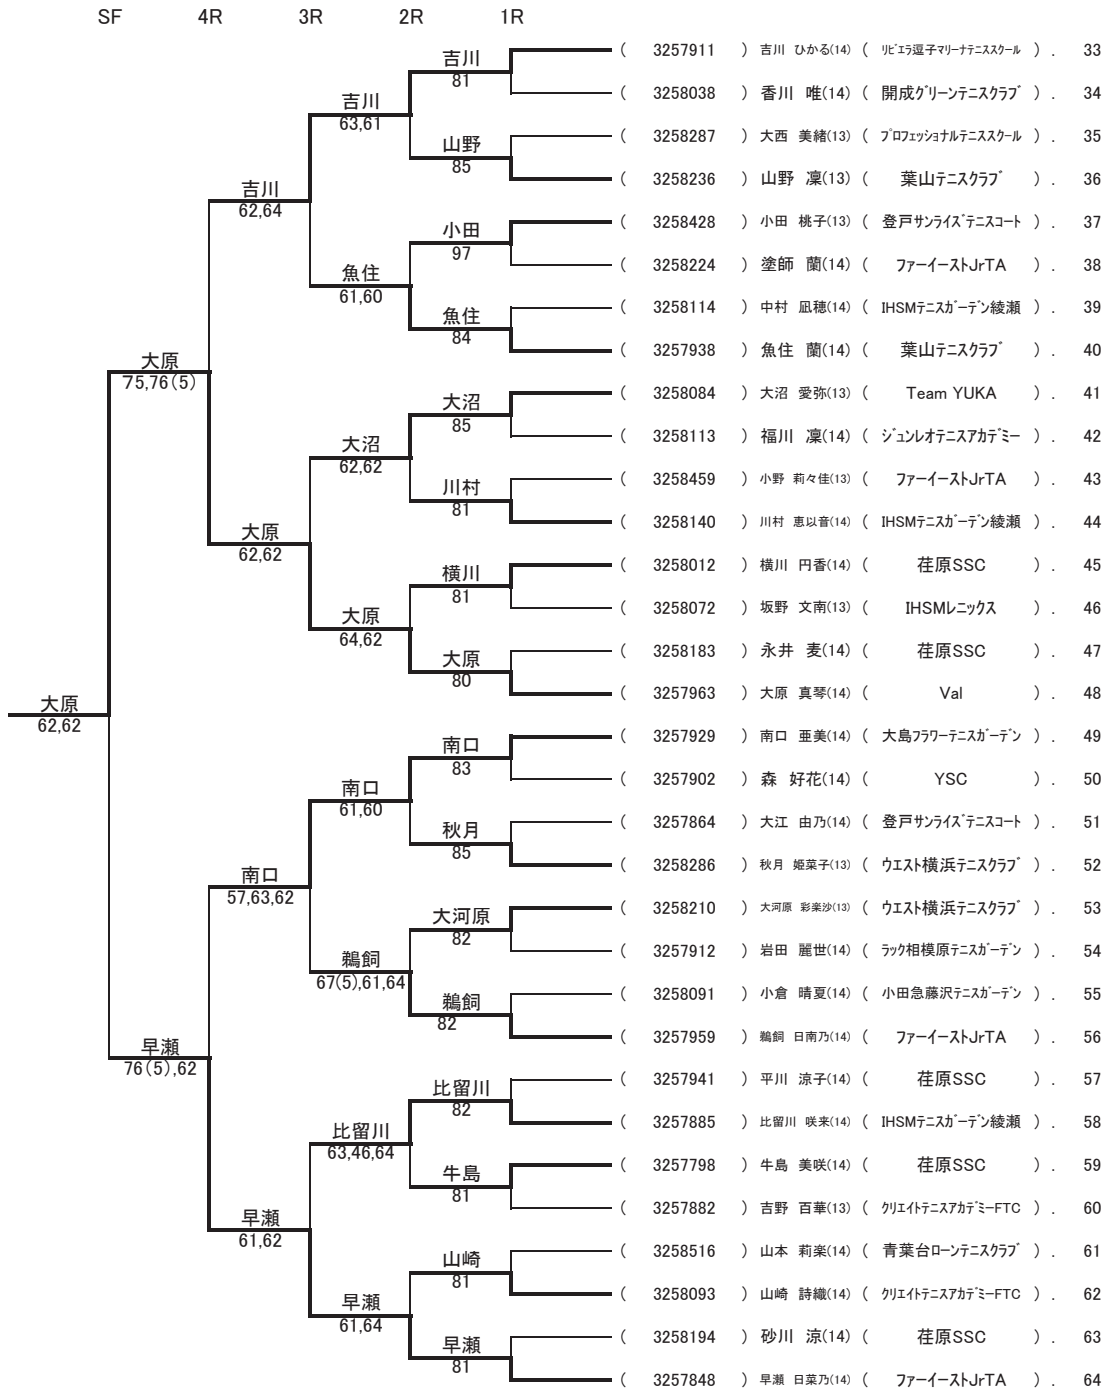 SF 4R 3R 2R 1R
( 3257911 ) 吉川 ひかる(14) ( リビエラ逗子マリーナテニススクール ) . 33
吉川
81
( 3258038 ) 香川 唯(14) ( 開成グリーンテニスクラブ ) . 34
吉川
63,61
( 3258287 ) 大西 美緒(13) ( プロフェッショナルテニススクール ) . 35
山野
85
( 3258236 ) 山野 凜(13) ( 葉山テニスクラブ ) . 36
吉川
62,64
( 3258428 ) 小田 桃子(13) ( 登戸サンライズテニスコート ) . 37
小田
97
( 3258224 ) 塗師 蘭(14) ( ファーイーストJrTA ) . 38
魚住
61,60
( 3258114 ) 中村 凪穂(14) ( IHSMテニスガーデン綾瀬 ) . 39
魚住
84
( 3257938 ) 魚住 蘭(14) ( 葉山テニスクラブ ) . 40
大原
75,76(5)
( 3258084 ) 大沼 愛弥(13) ( Team YUKA ) . 41
大沼
85
( 3258113 ) 福川 凜(14) ( ジュンレオテニスアカデミー ) . 42
大沼
62,62
( 3258459 ) 小野 莉々佳(13) ( ファーイーストJrTA ) . 43
川村
81
( 3258140 ) 川村 恵以音(14) ( IHSMテニスガーデン綾瀬 ) . 44
大原
62,62
( 3258012 ) 横川 円香(14) ( 荏原SSC ) . 45
横川
81
( 3258072 ) 坂野 文南(13) ( IHSMレニックス ) . 46
大原
64,62
( 3258183 ) 永井 麦(14) ( 荏原SSC ) . 47
大原
80
( 3257963 ) 大原 真琴(14) ( Val ) . 48
大原
62,62
( 3257929 ) 南口 亜美(14) ( 大島フラワーテニスガーデン ) . 49
南口
83
( 3257902 ) 森 好花(14) ( YSC ) . 50
南口
61,60
( 3257864 ) 大江 由乃(14) ( 登戸サンライズテニスコート ) . 51
秋月
85
( 3258286 ) 秋月 姫菜子(13) ( ウエスト横浜テニスクラブ ) . 52
南口
57,63,62
( 3258210 ) 大河原 彩楽沙(13) ( ウエスト横浜テニスクラブ ) . 53
大河原
82
( 3257912 ) 岩田 麗世(14) ( ラック相模原テニスガーデン ) . 54
鵜飼
67(5),61,64
( 3258091 ) 小倉 晴夏(14) ( 小田急藤沢テニスガーデン ) . 55
鵜飼
82
( 3257959 ) 鵜飼 日南乃(14) ( ファーイーストJrTA ) . 56
早瀬
76(5),62
( 3257941 ) 平川 涼子(14) ( 荏原SSC ) . 57
比留川
82
( 3257885 ) 比留川 咲来(14) ( IHSMテニスガーデン綾瀬 ) . 58
比留川
63,46,64
( 3257798 ) 牛島 美咲(14) ( 荏原SSC ) . 59
牛島
81
( 3257882 ) 吉野 百華(13) ( クリエイトテニスアカデミーFTC ) . 60
早瀬
61,62
( 3258516 ) 山本 莉楽(14) ( 青葉台ローンテニスクラブ ) . 61
山崎
81
( 3258093 ) 山崎 詩織(14) ( クリエイトテニスアカデミーFTC ) . 62
早瀬
61,64
( 3258194 ) 砂川 涼(14) ( 荏原SSC ) . 63
早瀬
81
( 3257848 ) 早瀬 日菜乃(14) ( ファーイーストJrTA ) . 64